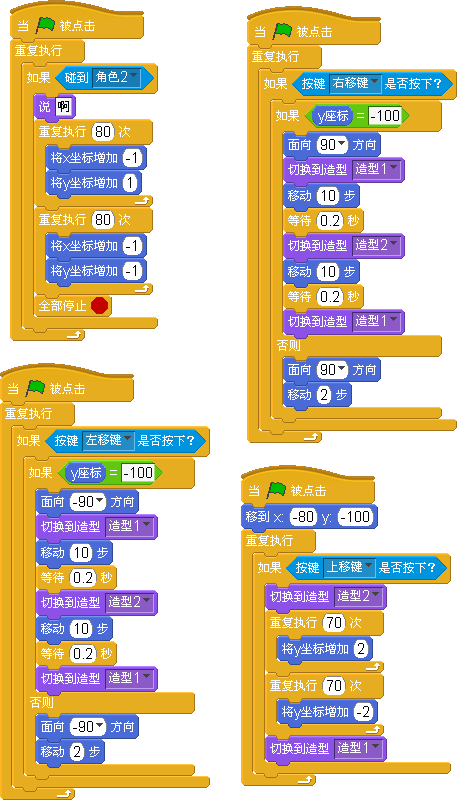 当 被点击
重复执行
如果 碰到 角色2
说 啊
重复执行 80 次
将x坐标增加 -1
将y坐标增加 1
重复执行 80 次
将x坐标增加 -1
将y坐标增加 -1
全部停止
当 被点击
重复执行
如果 按键 右移键 是否按下?
如果 y坐标 = -100
面向 90 方向
切换到造型 造型1
移动 10 步
等待 0.2 秒
切换到造型 造型2
移动 10 步
等待 0.2 秒
切换到造型 造型1
否则
面向 90 方向
移动 2 步
当 被点击
重复执行
如果 按键 左移键 是否按下?
如果 y坐标 = -100
面向 -90 方向
切换到造型 造型1
移动 10 步
等待 0.2 秒
切换到造型 造型2
移动 10 步
等待 0.2 秒
切换到造型 造型1
否则
面向 -90 方向
移动 2 步
当 被点击
移到 x: -80 y: -100
重复执行
如果 按键 上移键 是否按下?
切换到造型 造型2
重复执行 70 次
将y坐标增加 2
重复执行 70 次
将y坐标增加 -2
切换到造型 造型1